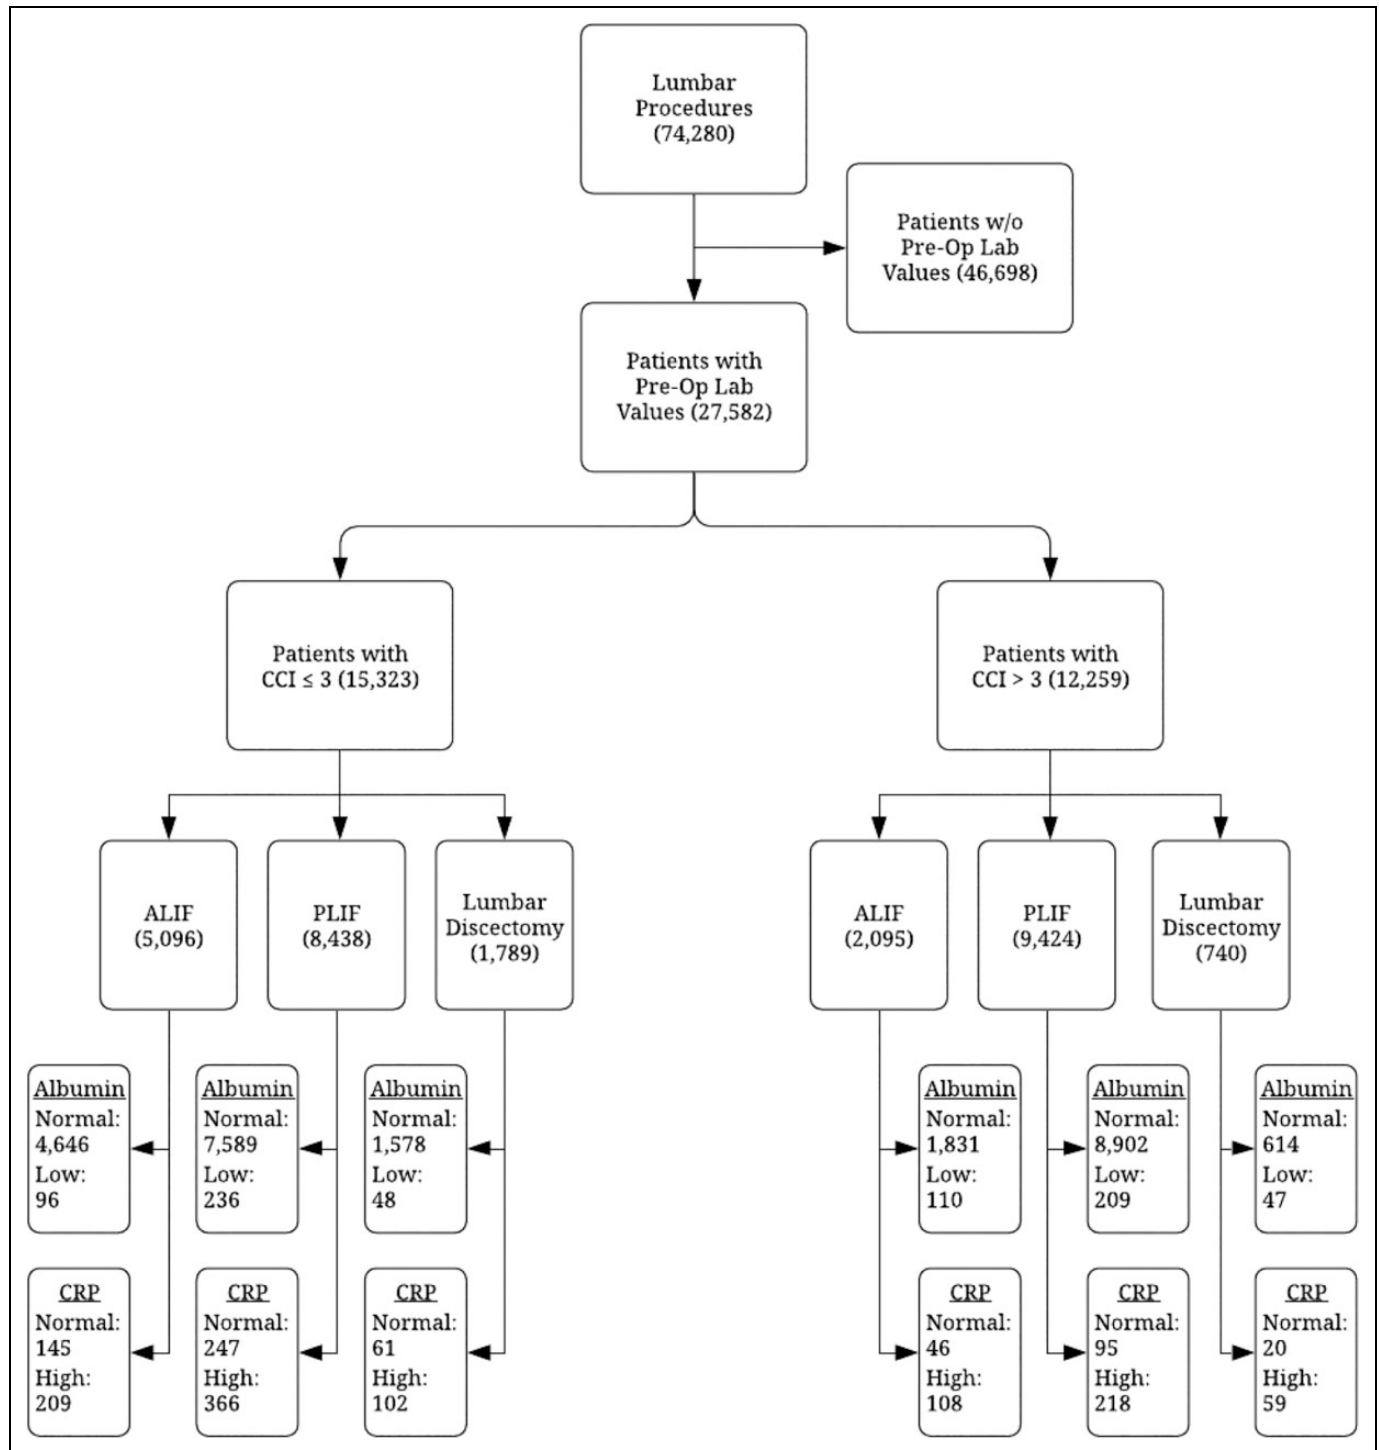 Lumbar
Procedures
(74,280)
Patients w/o
Pre-Op Lab
Values (46,698)
Patients with
Pre-Op Lab
Values (27,582)
Patients with
CCI ≤ 3 (15,323)
Patients with
CCI > 3 (12,259)
ALIF
(5,096)
PLIF
(8,438)
Lumbar
Discectomy
(1,789)
ALIF
(2,095)
PLIF
(9,424)
Lumbar
Discectomy
(740)
Albumin
Normal:
4,646
Low:
96
Albumin
Normal:
7,589
Low:
236
Albumin
Normal:
1,578
Low:
48
Albumin
Normal:
1,831
Low:
110
Albumin
Normal:
8,902
Low:
209
Albumin
Normal:
614
Low:
47
CRP
Normal:
145
High:
209
CRP
Normal:
247
High:
366
CRP
Normal:
61
High:
102
CRP
Normal:
46
High:
108
CRP
Normal:
95
High:
218
CRP
Normal:
20
High:
59